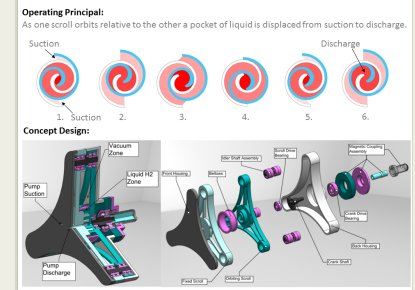 Operating Principal:
As one scroll orbits relative to the other a pocket of liquid is displaced from suction to discharge.
Suction
Discharge
1.
Suction
2.
3.
4.
5.
6.
Concept Design:
Vacuum
Zone
Liquid H2
Zone
Pump
Suction
Pump
Discharge
Front Housing
Bellows
Idler Shaft Assembly
Scroll Drive
Bearing
Magnetic Coupling
Assembly
Crank Drive
Bearing
Back Housing
Crank Shaft
Orbiting Scroll
Fixed Scroll